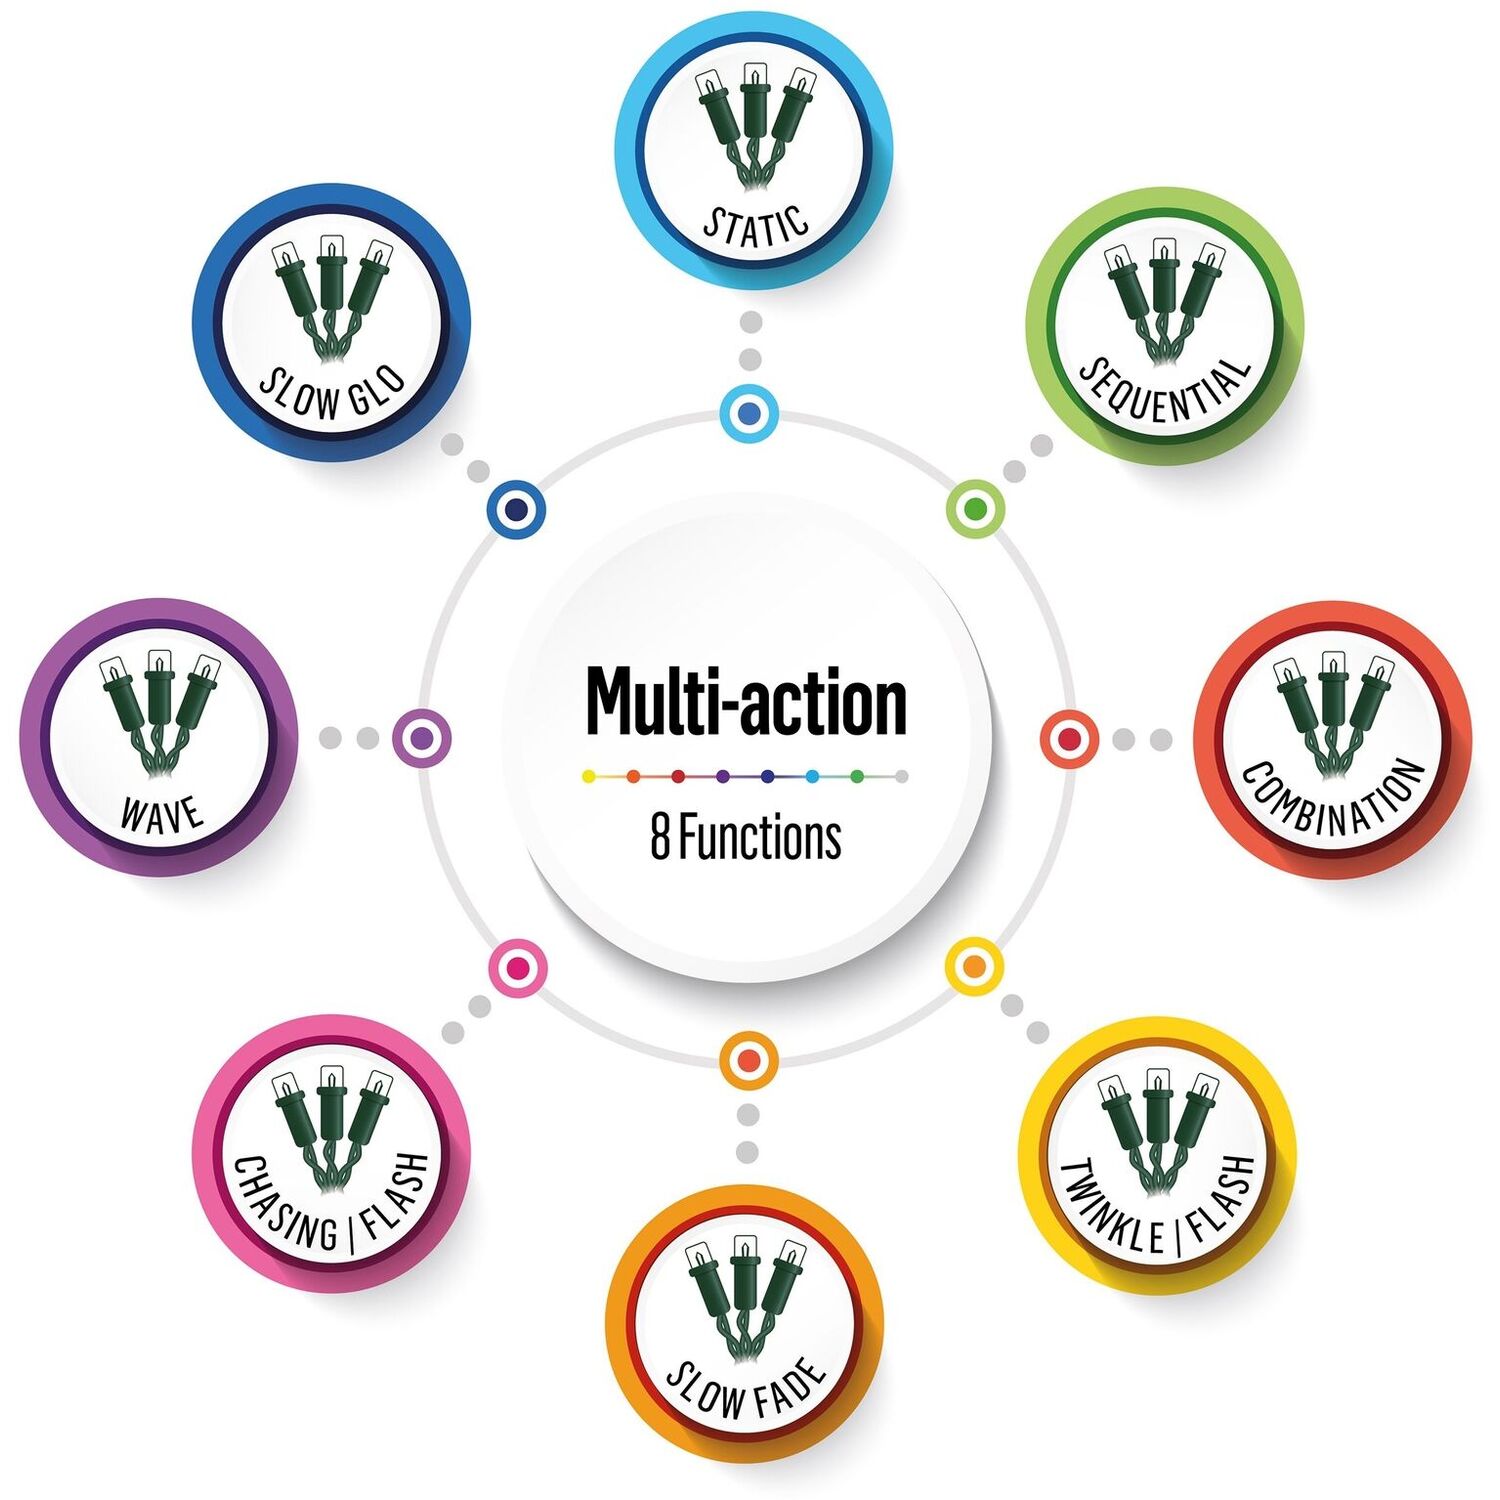 STATIC
SEQUENTIAL
COMBINATION
TWINKLE / FLASH
SLOW FADE
CHASING / FLASH
WAVE
SLOW GLO
Multi-action
8 Functions